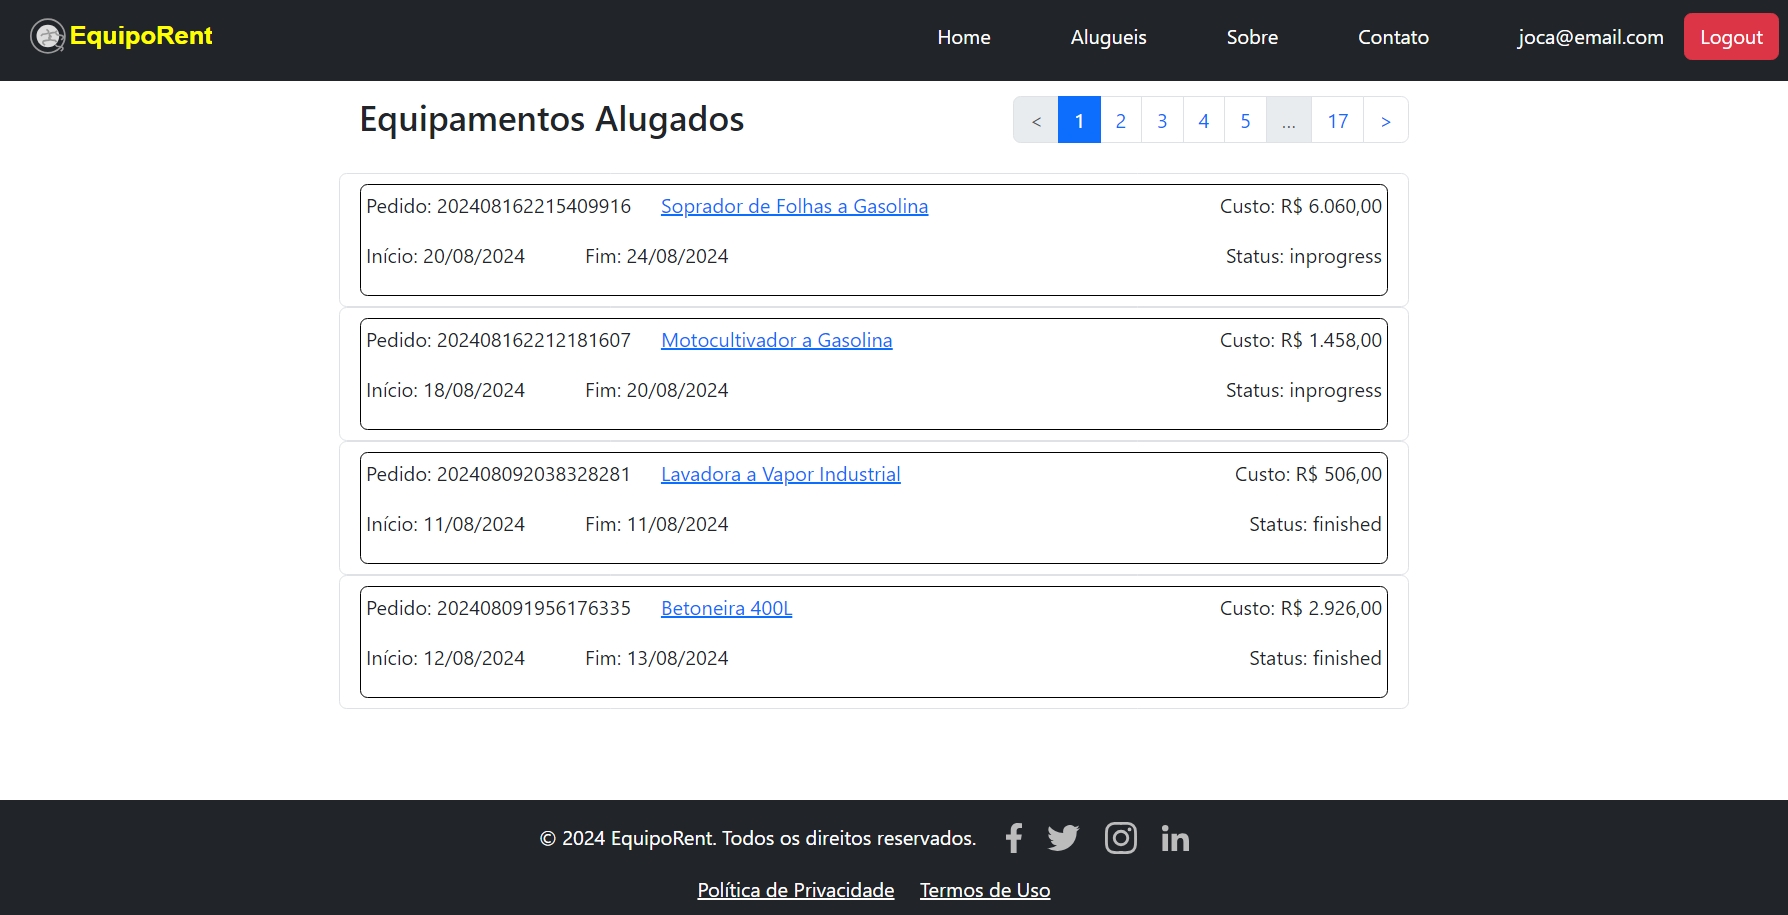 EquipoRent Home Alugueis Sobre Contato joca@email.com Logout
Equipamentos Alugados < 1 2 3 4 5 ... 17 >
Pedido: 202408162215409916 Soprador de Folhas a Gasolina Custo: R$ 6.060,00
Início: 20/08/2024 Fim: 24/08/2024 Status: inprogress
Pedido: 202408162212181607 Motocultivador a Gasolina Custo: R$ 1.458,00
Início: 18/08/2024 Fim: 20/08/2024 Status: inprogress
Pedido: 202408092038328281 Lavadora a Vapor Industrial Custo: R$ 506,00
Início: 11/08/2024 Fim: 11/08/2024 Status: finished
Pedido: 202408091956176335 Betoneira 400L Custo: R$ 2.926,00
Início: 12/08/2024 Fim: 13/08/2024 Status: finished
© 2024 EquipoRent. Todos os direitos reservados.
Política de Privacidade Termos de Uso